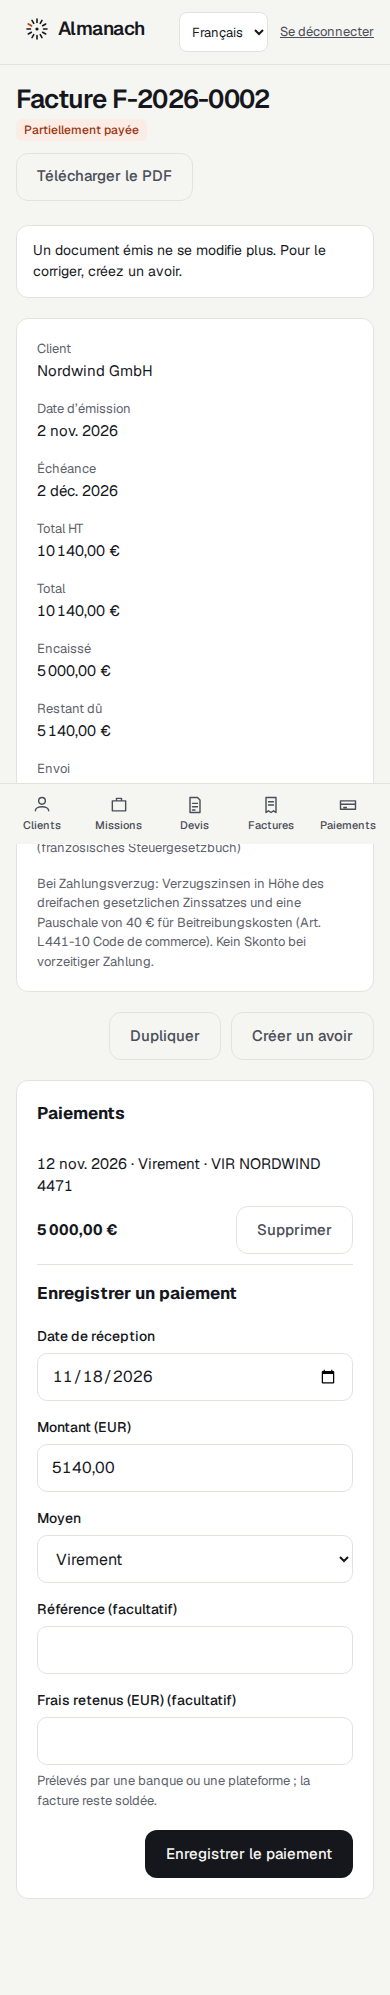 Almanach
Français
Se déconnecter
Facture F-2026-0002
Partiellement payée
Télécharger le PDF
Un document émis ne se modifie plus. Pour le
corriger, créez un avoir.
Client
Nordwind GmbH
Date d’émission
2 nov. 2026
Échéance
2 déc. 2026
Total HT
10 140,00 €
Total
10 140,00 €
Encaissé
5 000,00 €
Restant dû
5 140,00 €
Envoi
Clients
Missions
Devis
Factures
Paiements
(französisches Steuergesetzbuch)
Bei Zahlungsverzug: Verzugszinsen in Höhe des
dreifachen gesetzlichen Zinssatzes und eine
Pauschale von 40 € für Beitreibungskosten (Art.
L441-10 Code de commerce). Kein Skonto bei
vorzeitiger Zahlung.
Dupliquer
Créer un avoir
Paiements
12 nov. 2026 · Virement · VIR NORDWIND
4471
5 000,00 €
Supprimer
Enregistrer un paiement
Date de réception
11/18/2026
Montant (EUR)
5140,00
Moyen
Virement
Référence (facultatif)
Frais retenus (EUR) (facultatif)
Prélevés par une banque ou une plateforme ; la
facture reste soldée.
Enregistrer le paiement